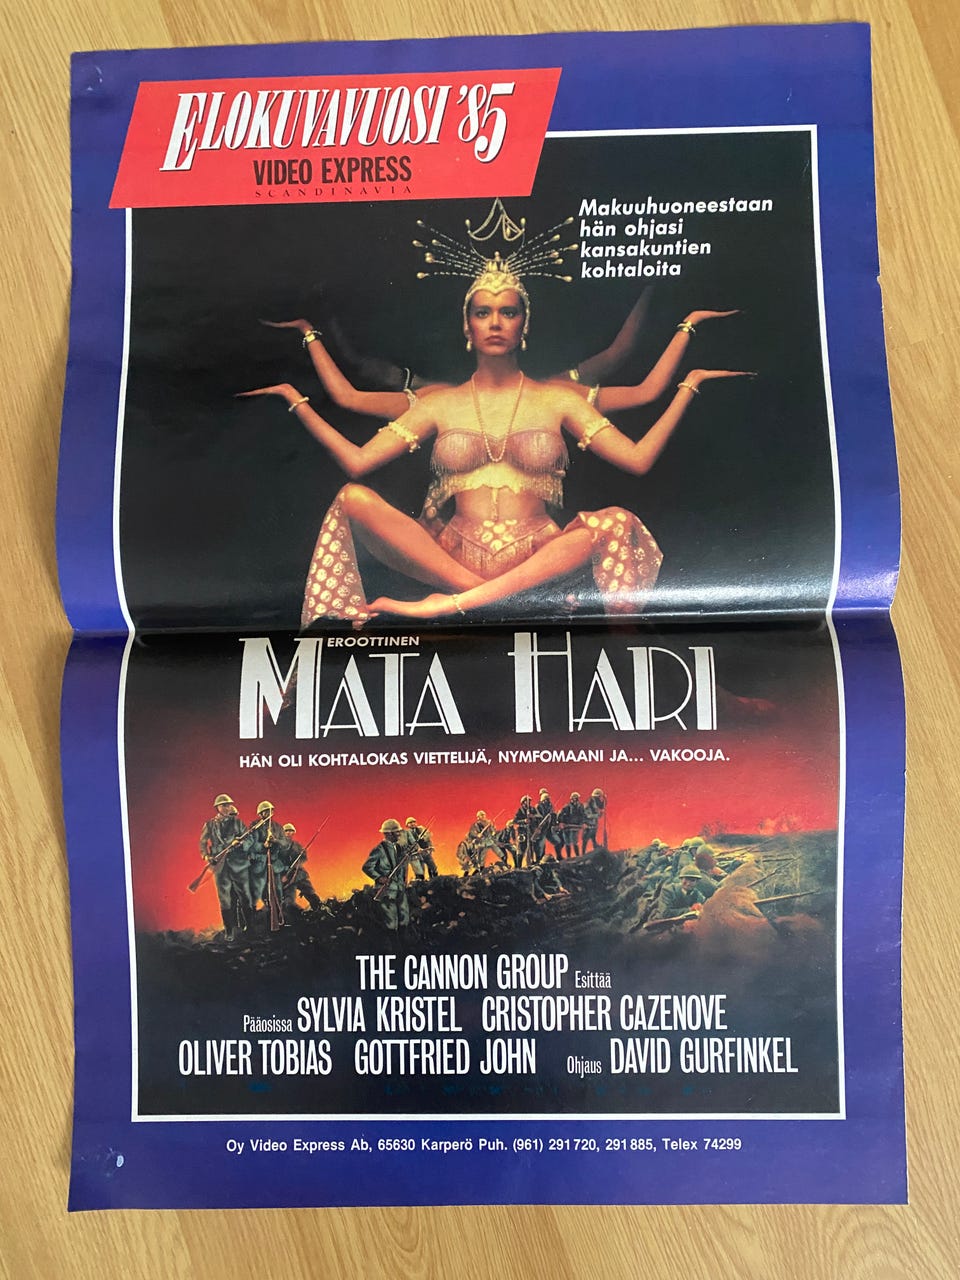 ELOKUVAVUOSI '85
VIDEO EXPRESS
SCANDINAVIA
Makuuhuoneestaan
hän ohjasi
kansakuntien
kohtaloita
EROOTTINEN
MATA HARI
HÄN OLI KOHTALOKAS VIETTELIJÄ, NYMFOMAANI JA... VAKOOJA.
THE CANNON GROUP Esittää
Pääosissa SYLVIA KRISTEL CRISTOPHER CAZENOVE
OLIVER TOBIAS GOTTFRIED JOHN Ohjaus DAVID GURFINKEL
Oy Video Express Ab, 65630 Karperö Puh. (961) 291 720, 291 885, Telex 74299